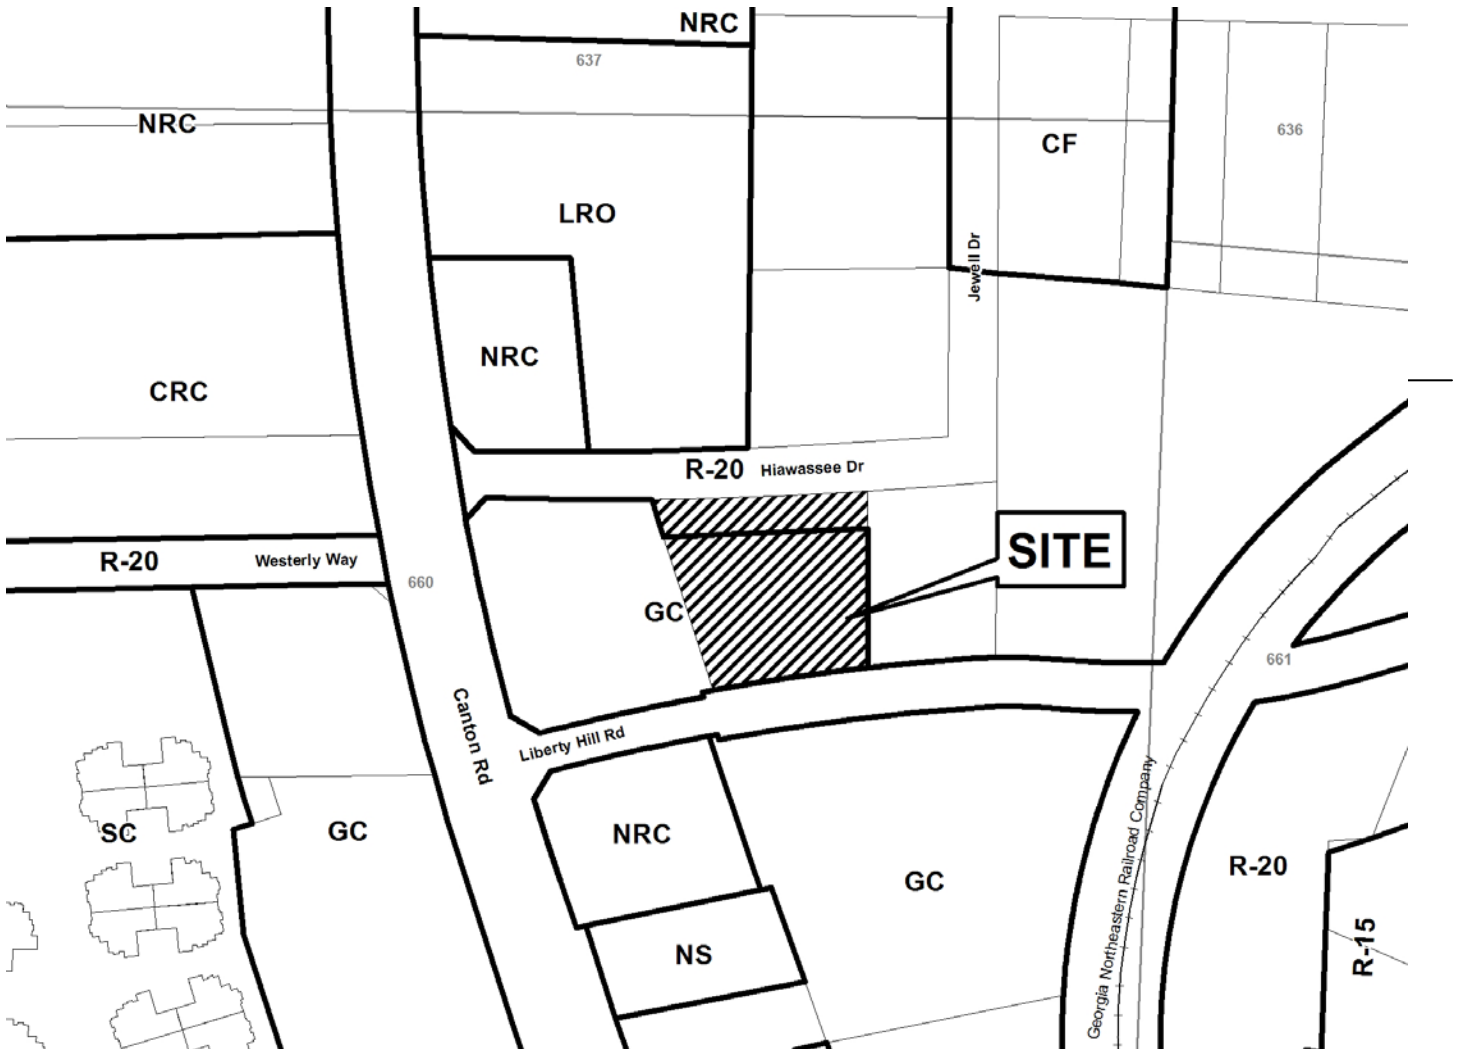 NRC
637
NRC
CF
636
LRO
Jewell Dr
NRC
CRC
R-20
Hiawassee Dr
SITE
R-20
Westerly Way
660
GC
661
Canton Rd
Liberty Hill Rd
SC
GC
NRC
GC
R-20
Georgia Northeastern Railroad Company
NS
R-15